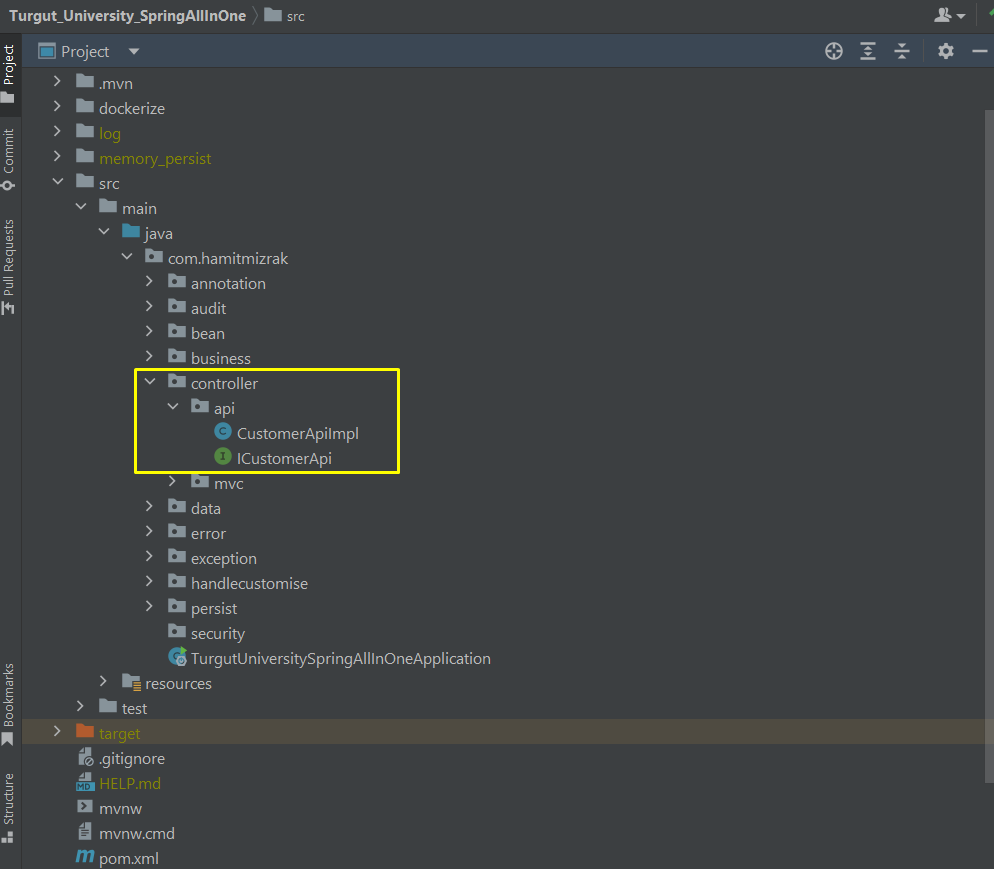 Turgut_University_SpringAllInOne src
Project
Project
Commit
Pull Requests
Bookmarks
Structure
.mvn
dockerize
log
memory_persist
src
main
java
com.hamitmizrak
annotation
audit
bean
business
controller
api
C CustomerApiImpl
I ICustomerApi
mvc
data
error
exception
handlecustomise
persist
security
TurgutUniversitySpringAllInOneApplication
resources
test
target
.gitignore
MD HELP.md
mvnw
mvnw.cmd
m pom.xml